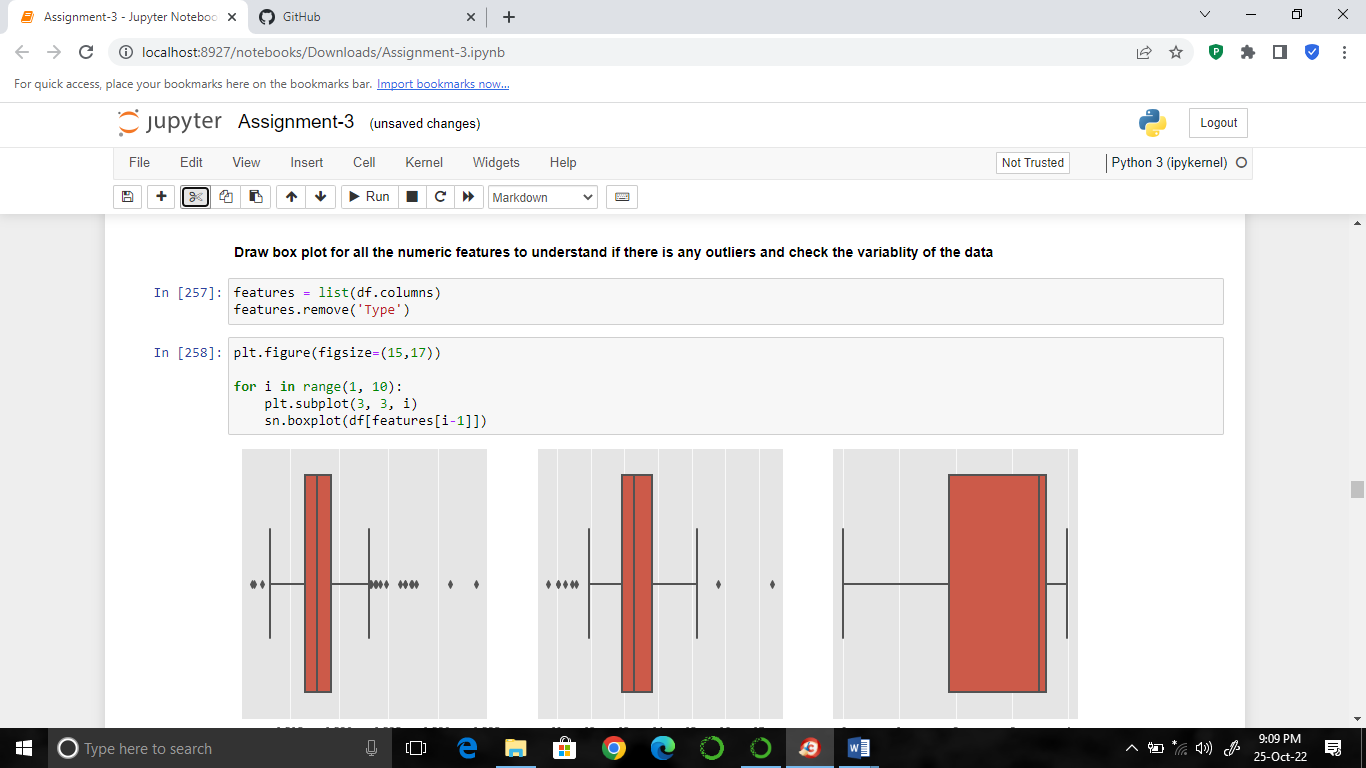 Assignment-3 - Jupyter Noteboo
GitHub
localhost:8927/notebooks/Downloads/Assignment-3.ipynb
For quick access, place your bookmarks here on the bookmarks bar. Import bookmarks now...
jupyter Assignment-3 (unsaved changes)
Logout
File Edit View Insert Cell Kernel Widgets Help
Not Trusted
Python 3 (ipykernel)
Run
Markdown
Draw box plot for all the numeric features to understand if there is any outliers and check the variablity of the data
In [257]: features = list(df.columns)
features.remove('Type')
In [258]: plt.figure(figsize=(15,17))
for i in range(1, 10):
plt.subplot(3, 3, i)
sn.boxplot(df[features[i-1]])
Type here to search
9:09 PM
25-Oct-22